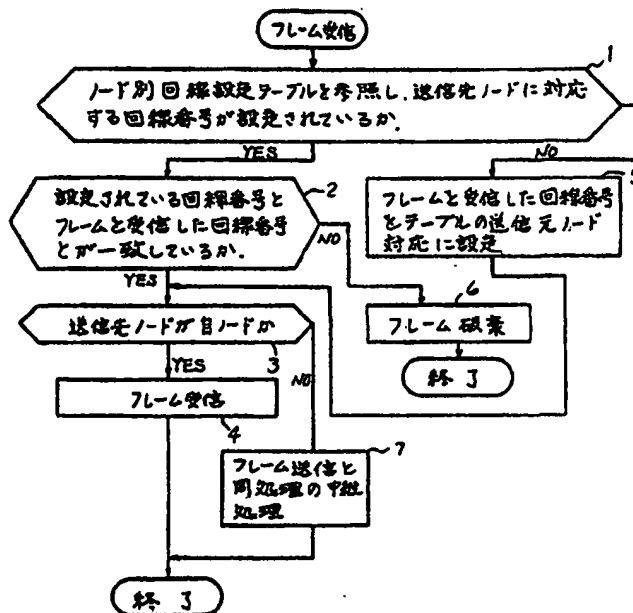 フレーム受信
1
ノード別回線設定テーブルを参照し、送信先ノードに対応
する回線番号が設定されているか.
YES
NO
5
設定されている回線番号と
フレームを受信した回線番号
とが一致しているか.
2
NO
YES
フレームを受信した回線番号
をテーブルの送信元ノード
対応に設定
6
フレーム破棄
終了
送信先ノードが自ノードか
3
YES
NO
フレーム受信
4
7
フレーム送信と
同処理の中継
処理
終了